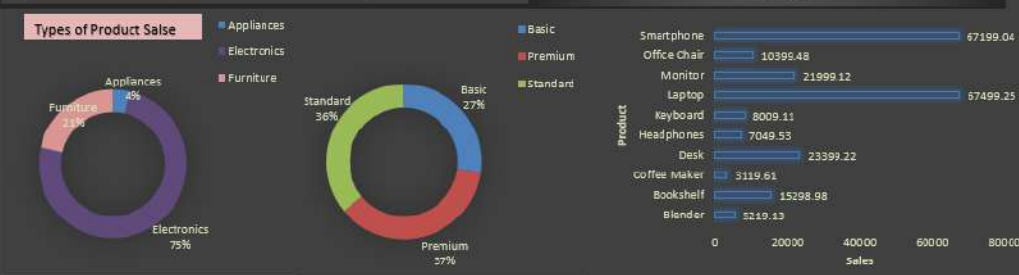 Types of Product Salse
Appliances
Electronics
Furniture
Appliances
4%
Furniture
21%
Electronics
75%
Basic
Premium
Standard
Standard
36%
Basic
27%
Premium
37%
Product
Smartphone 67199.04
Office Chair 10399.48
Monitor 21999.12
Laptop 67499.25
Keyboard 8009.11
Headphones 7049.53
Desk 23399.22
Coffee Maker 3119.61
Bookshelf 15298.98
Blender 5219.13
0 20000 40000 60000 80000
Sales